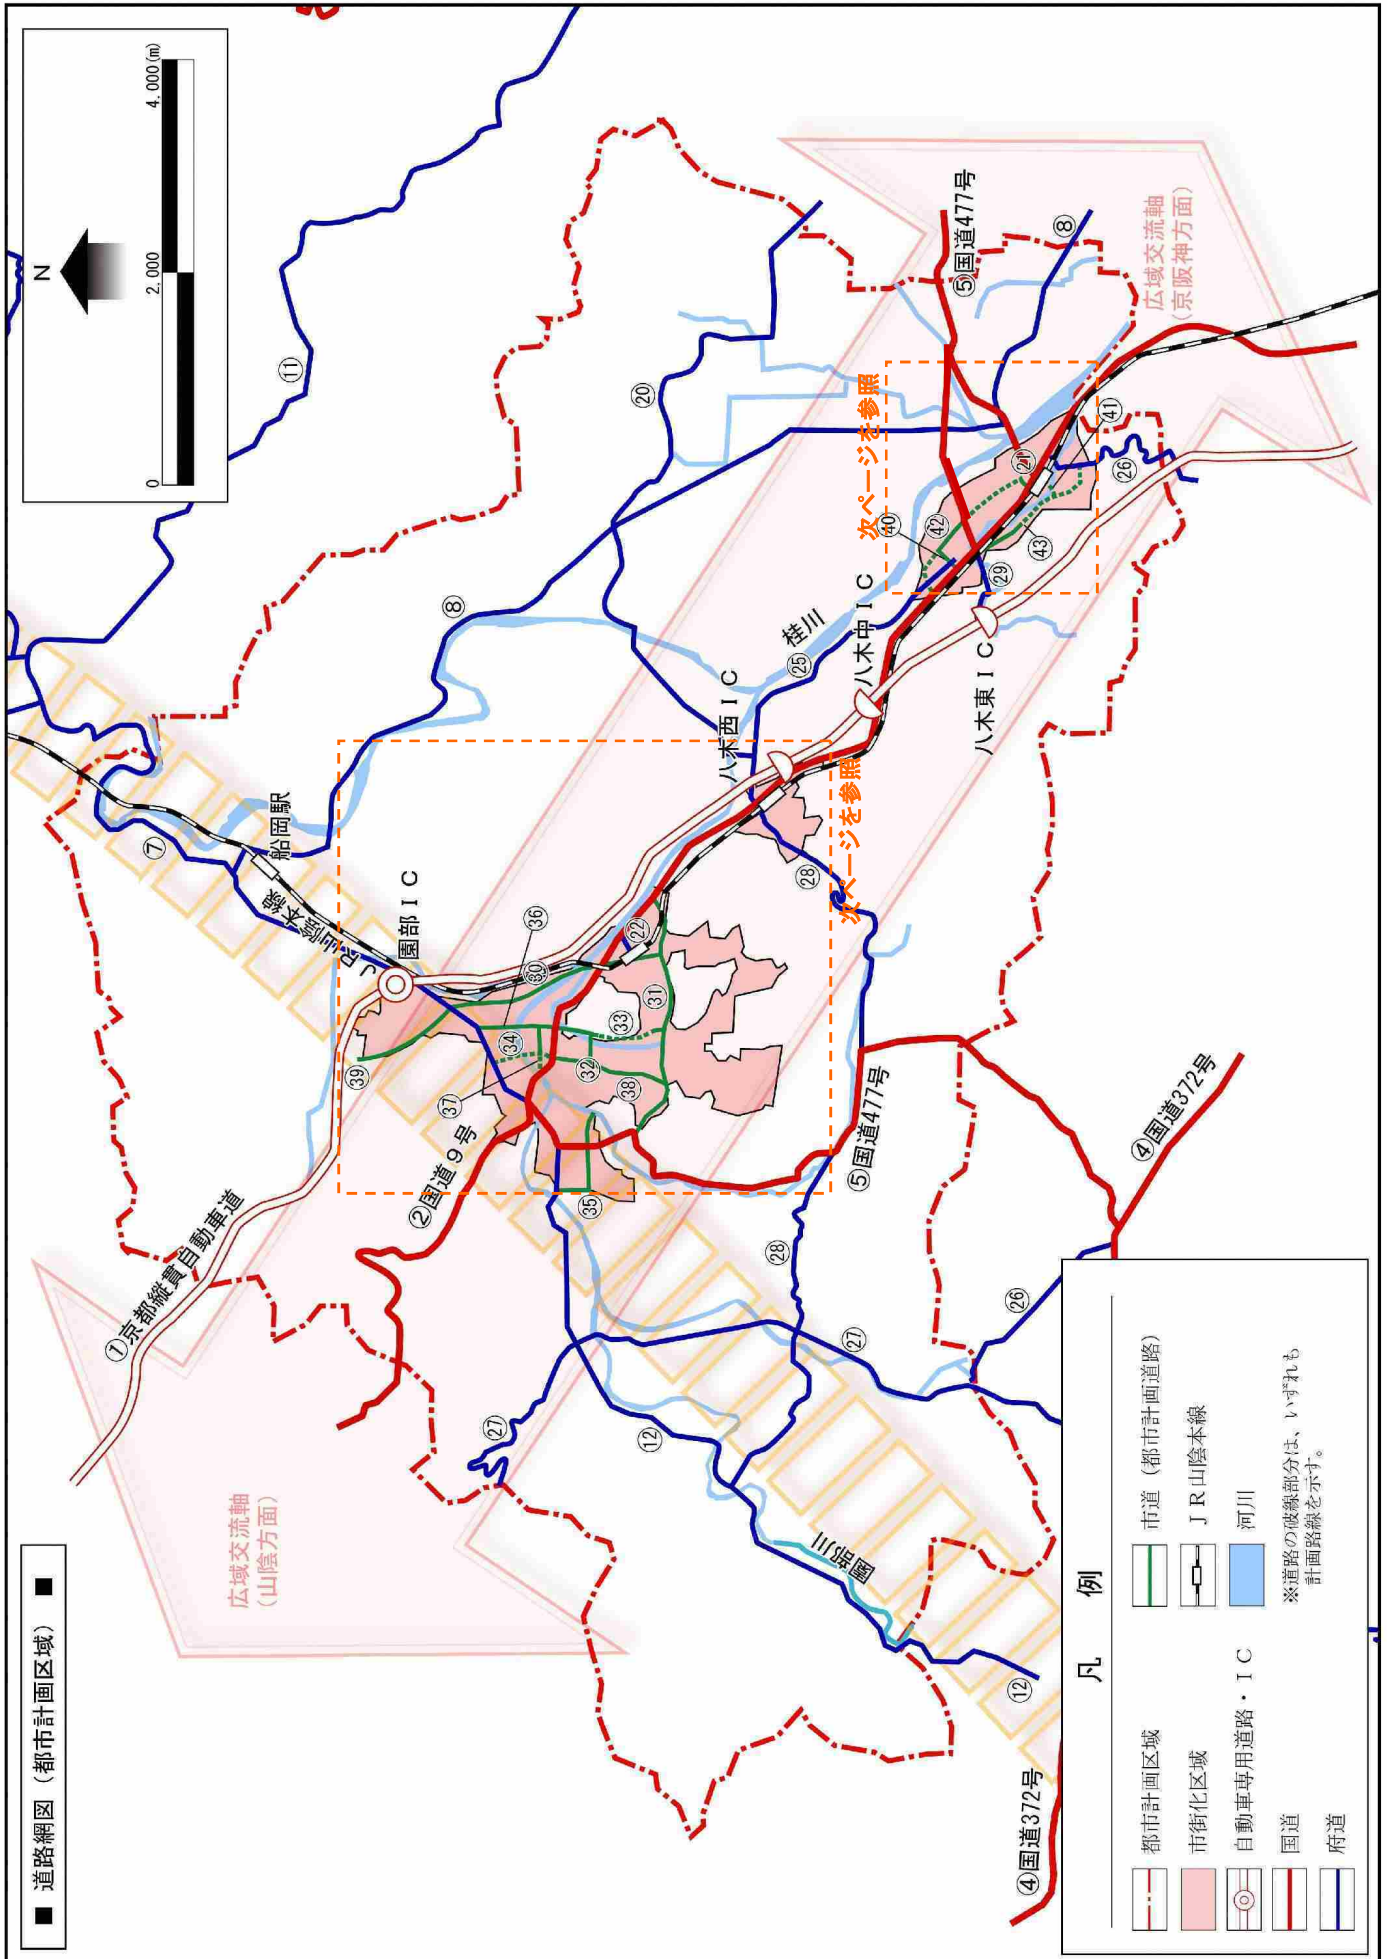 ■ 道路網図（都市計画区域） ■
N
0
2,000
4,000(m)
広域交流軸
(山陰方面)
①京都縦貫自動車道
②国道９号
JR山陰本線
船岡駅
園部ＩＣ
⑦
⑧
⑪
⑳
㊴
㊲
㉞
㊱
㉚
㉒
㉝
㉛
㉜
㊳
㉟
八木西ＩＣ
㉕
桂川
八木中ＩＣ
八木東ＩＣ
次ページを参照
次ページを参照
㊵
㊷
㉑
㊶
㊸
㉙
㉖
⑤国道477号
⑧
広域交流軸
(京阪神方面)
㉘
⑤国道477号
④国道372号
㉘
㉖
㉗
㉗
⑫
園部川
⑫
④国道372号
凡　例
都市計画区域
市街化区域
自動車専用道路・ＩＣ
国道
府道
市道（都市計画道路）
ＪＲ山陰本線
河川
※道路の破線部分は、いずれも
計画路線を示す。